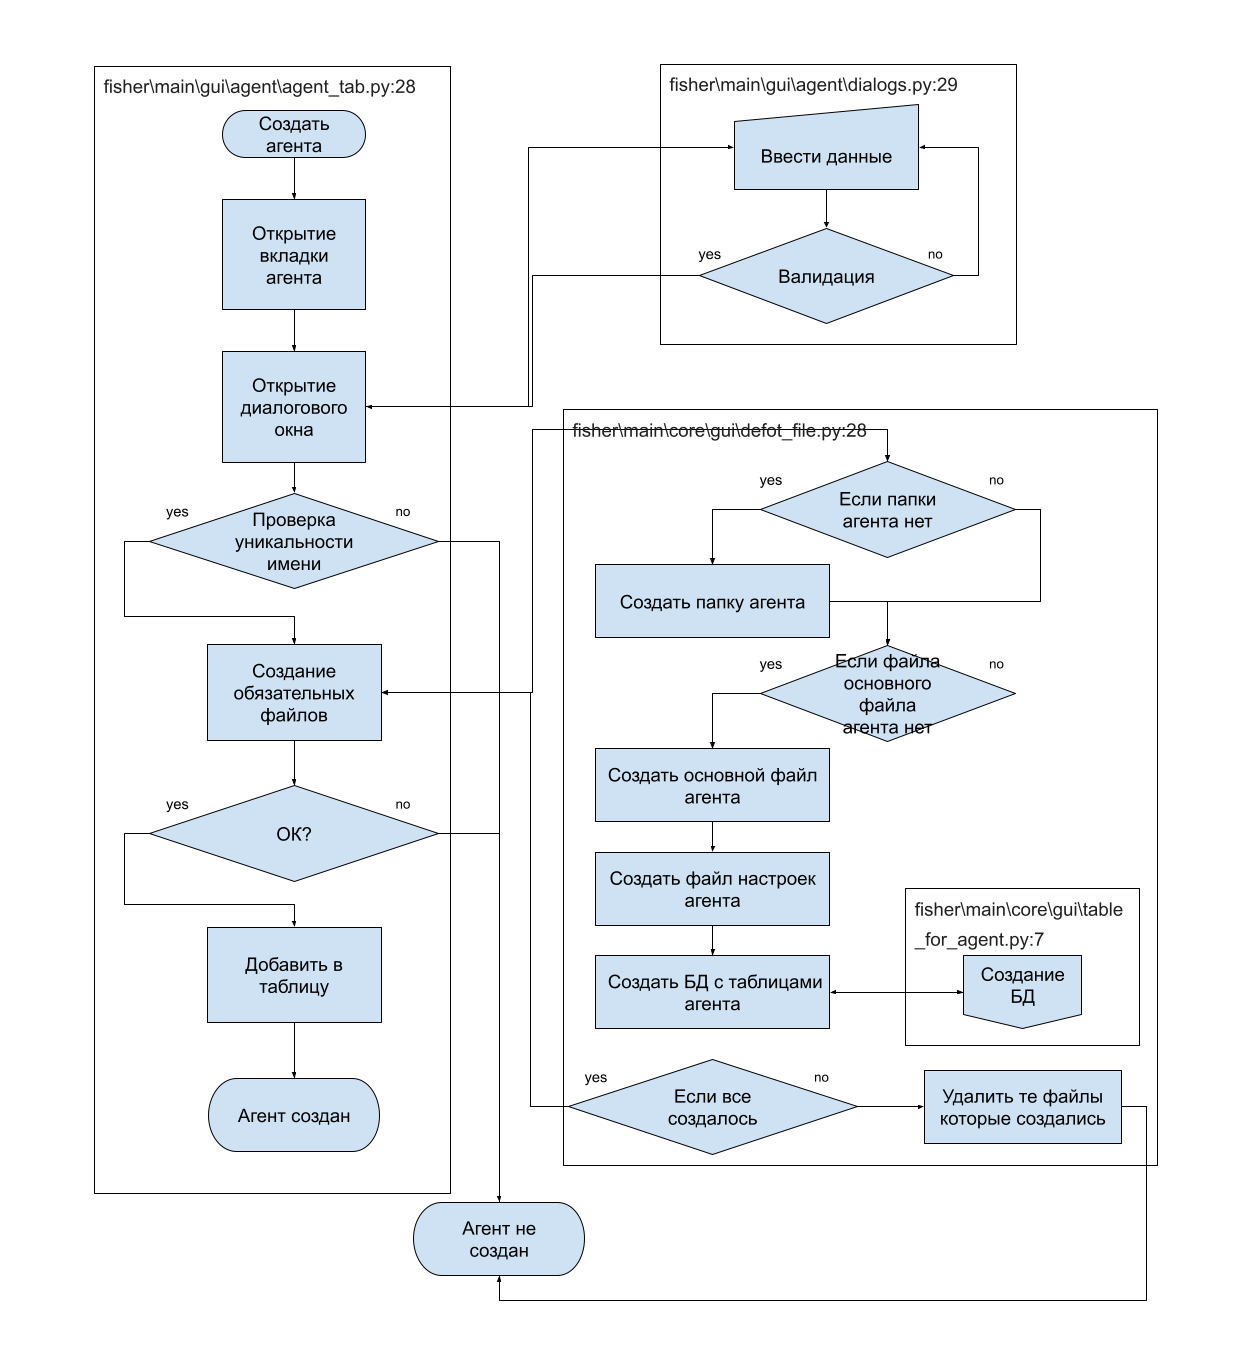 fisher\main\gui\agent\agent_tab.py:28
Создать
агента
Открытие
вкладки
агента
Открытие
диалогового
окна
yes
no
Проверка
уникальности
имени
Создание
обязательных
файлов
yes
no
ОК?
Добавить в
таблицу
Агент создан
Агент не
создан
fisher\main\gui\agent\dialogs.py:29
Ввести данные
yes
no
Валидация
fisher\main\core\gui\defot_file.py:28
yes
no
Если папки
агента нет
Создать папку агента
yes
no
Если файла
основного
файла
агента нет
Создать основной файл
агента
Создать файл настроек
агента
Создать БД с таблицами
агента
fisher\main\core\gui\table
_for_agent.py:7
Создание
БД
yes
no
Если все
создалось
Удалить те файлы
которые создались